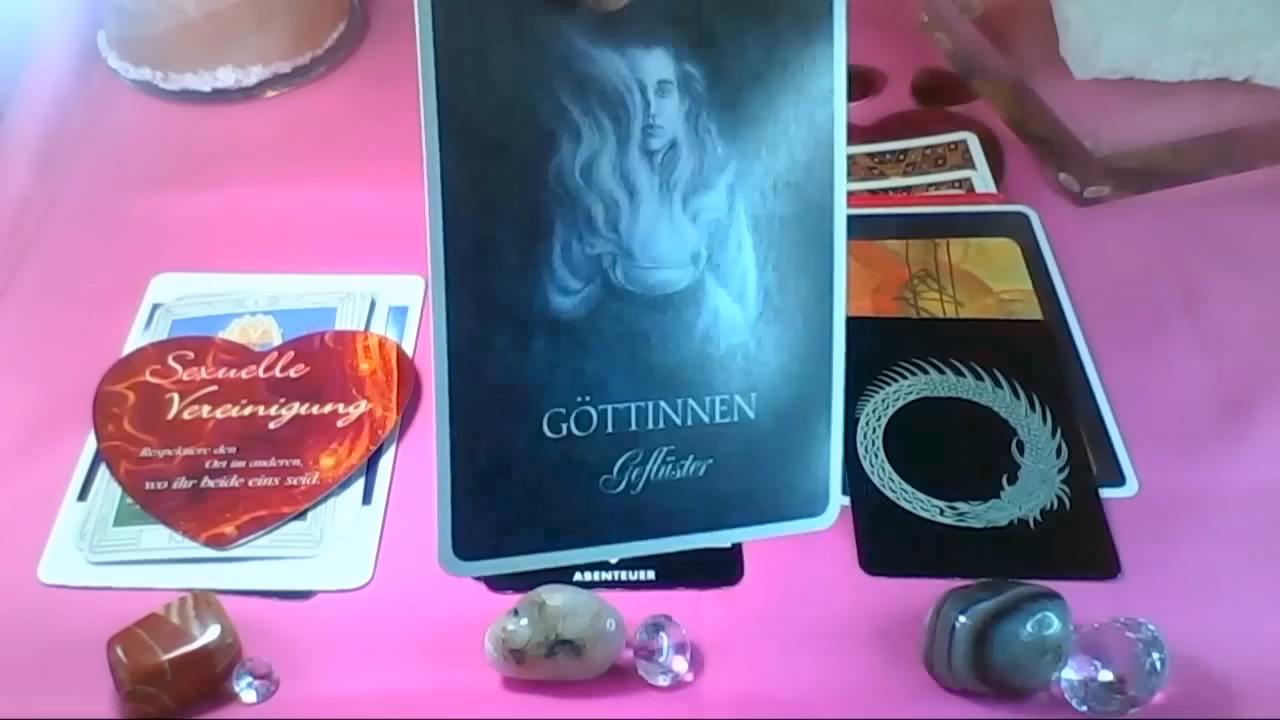 Sexuelle
Vereinigung
Respektiere den
Ort im anderen,
wo ihr beide eins seid.
GÖTTINNEN
Geflüster
ABENTEUER